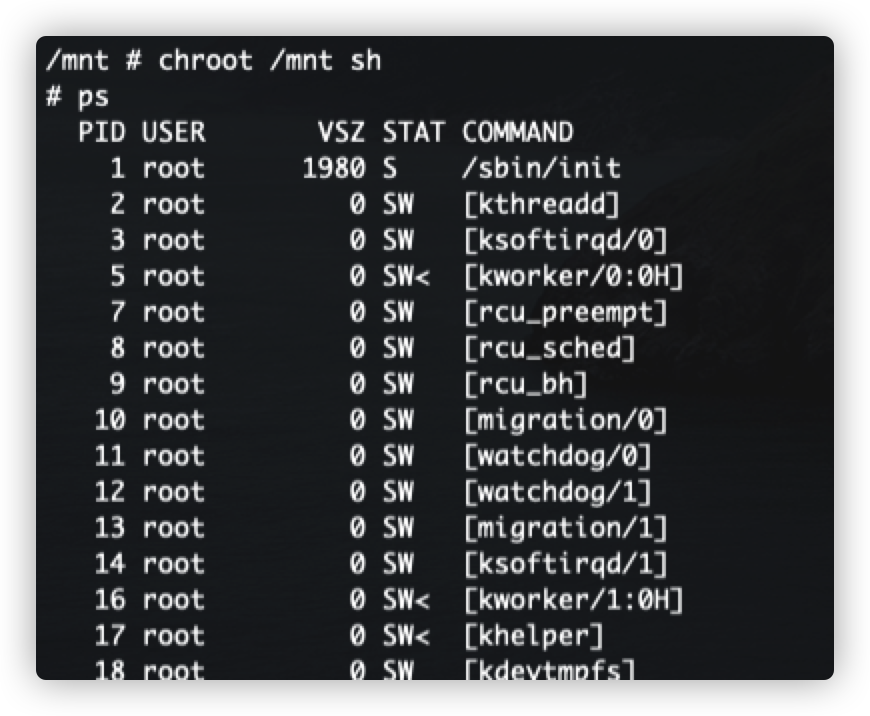 /mnt # chroot /mnt sh
# ps
  PID USER       VSZ STAT COMMAND
    1 root      1980 S    /sbin/init
    2 root         0 SW   [kthreadd]
    3 root         0 SW   [ksoftirqd/0]
    5 root         0 SW<  [kworker/0:0H]
    7 root         0 SW   [rcu_preempt]
    8 root         0 SW   [rcu_sched]
    9 root         0 SW   [rcu_bh]
   10 root         0 SW   [migration/0]
   11 root         0 SW   [watchdog/0]
   12 root         0 SW   [watchdog/1]
   13 root         0 SW   [migration/1]
   14 root         0 SW   [ksoftirqd/1]
   16 root         0 SW<  [kworker/1:0H]
   17 root         0 SW<  [khelper]
   18 root         0 SW   [kdevtmpfs]